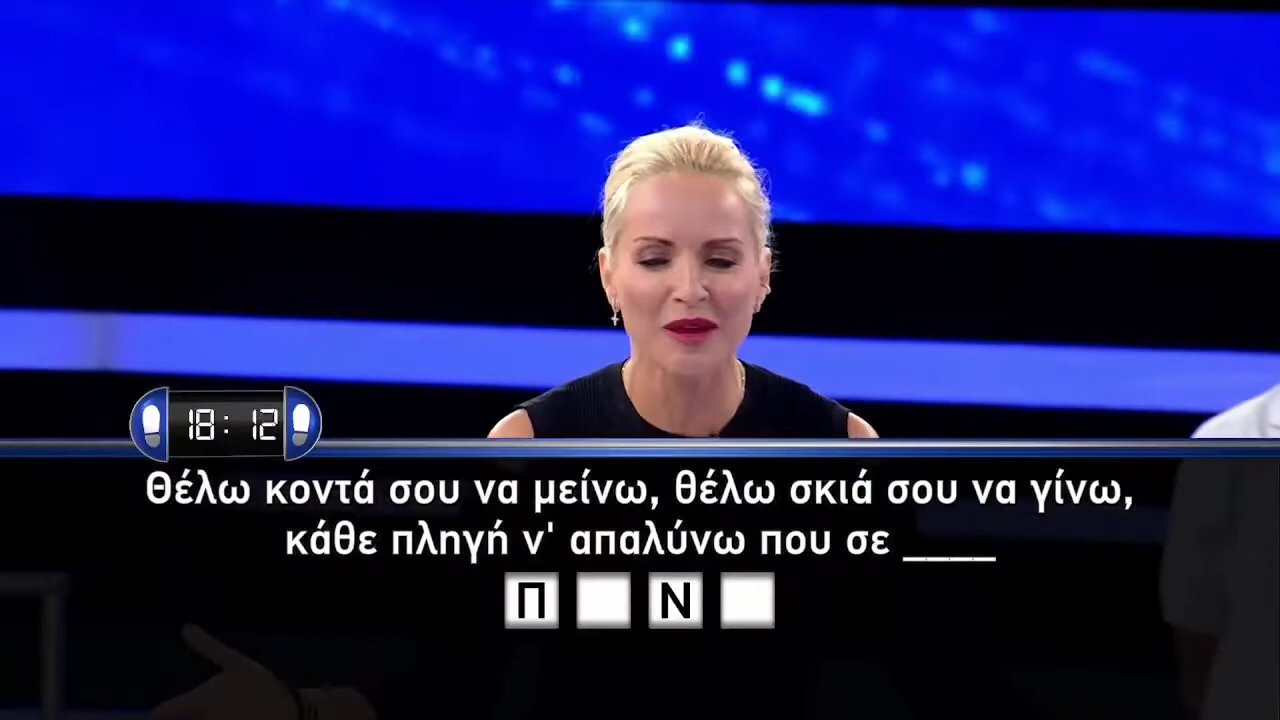 18: 12
Θέλω κοντά σου να μείνω, θέλω σκιά σου να γίνω,
κάθε πληγή ν' απαλύνω που σε ____
Π Ν